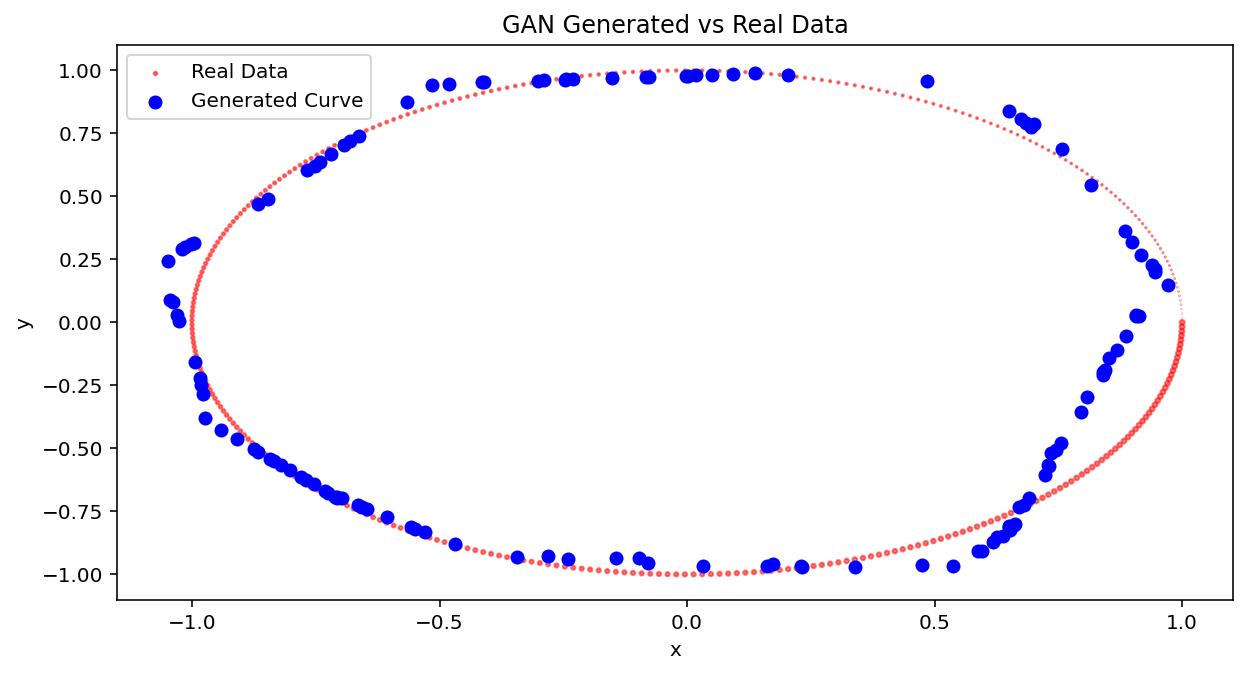 GAN Generated vs Real Data
Real Data
Generated Curve
1.00
0.75
0.50
0.25
0.00
−0.25
−0.50
−0.75
−1.00
y
−1.0 −0.5 0.0 0.5 1.0
x